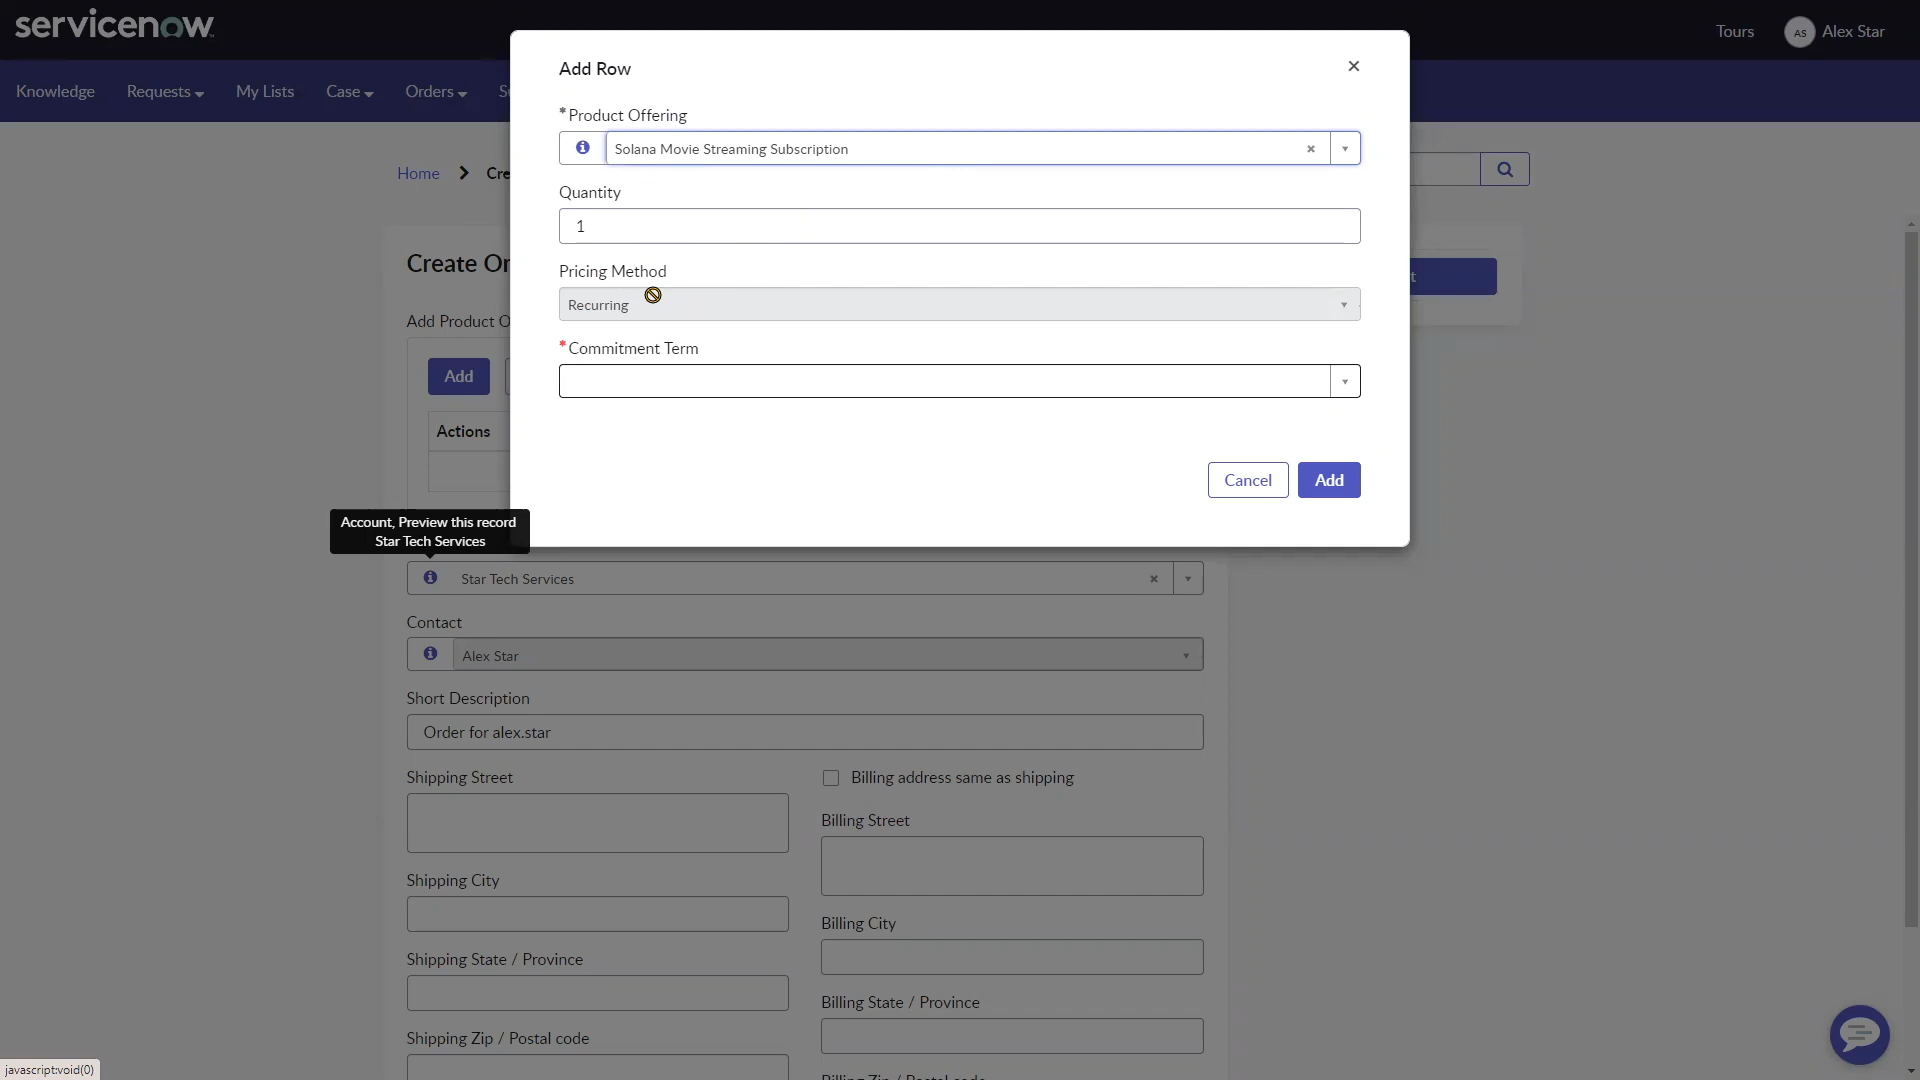 servicenow
Tours
AS
Alex Star
Knowledge
Requests
My Lists
Case
Orders
Home
Create Or
Add Product O
Add
Actions
Add Row
×
*Product Offering
Solana Movie Streaming Subscription
×
Quantity
1
Pricing Method
Recurring
*Commitment Term
Cancel
Add
Account, Preview this record
Star Tech Services
Star Tech Services
×
Contact
Alex Star
Short Description
Order for alex.star
Shipping Street
Billing address same as shipping
Billing Street
Shipping City
Billing City
Shipping State / Province
Billing State / Province
Shipping Zip / Postal code
javascript:void(0)